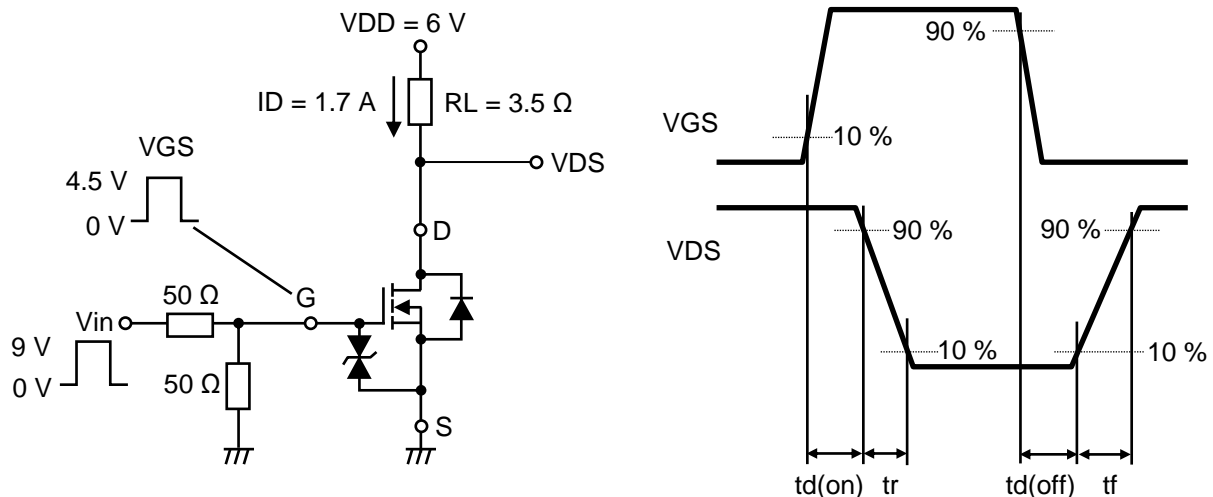 VDD = 6 V
ID = 1.7 A
RL = 3.5 Ω
VDS
VGS
4.5 V
0 V
D
G
50 Ω
Vin
9 V
0 V
50 Ω
S
VGS
90 %
10 %
VDS
90 %
90 %
10 %
10 %
td(on)
tr
td(off)
tf